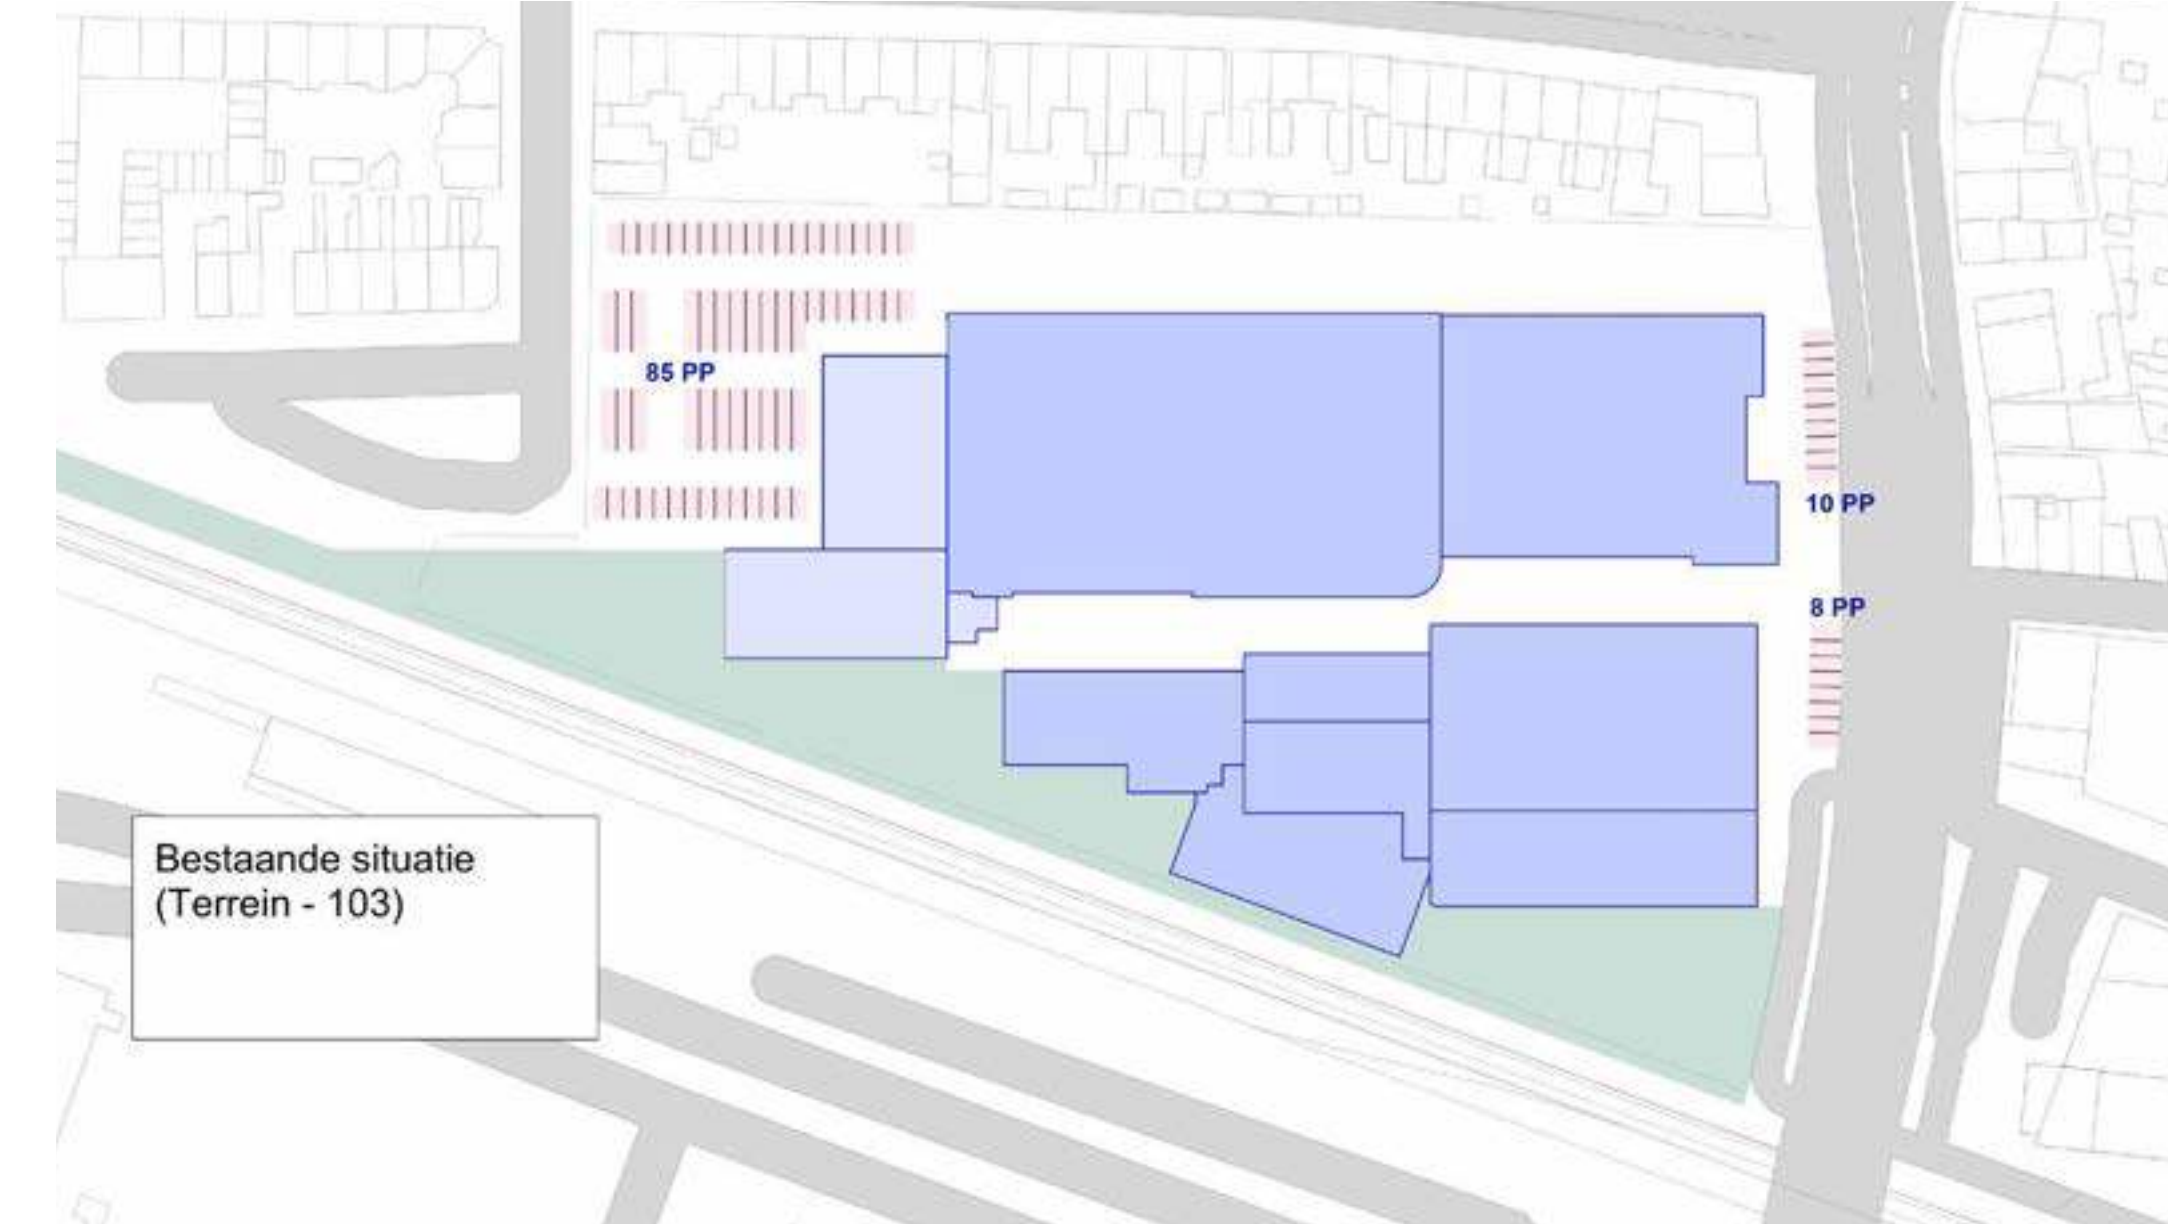 85 PP
10 PP
8 PP
Bestaande situatie
(Terrein - 103)